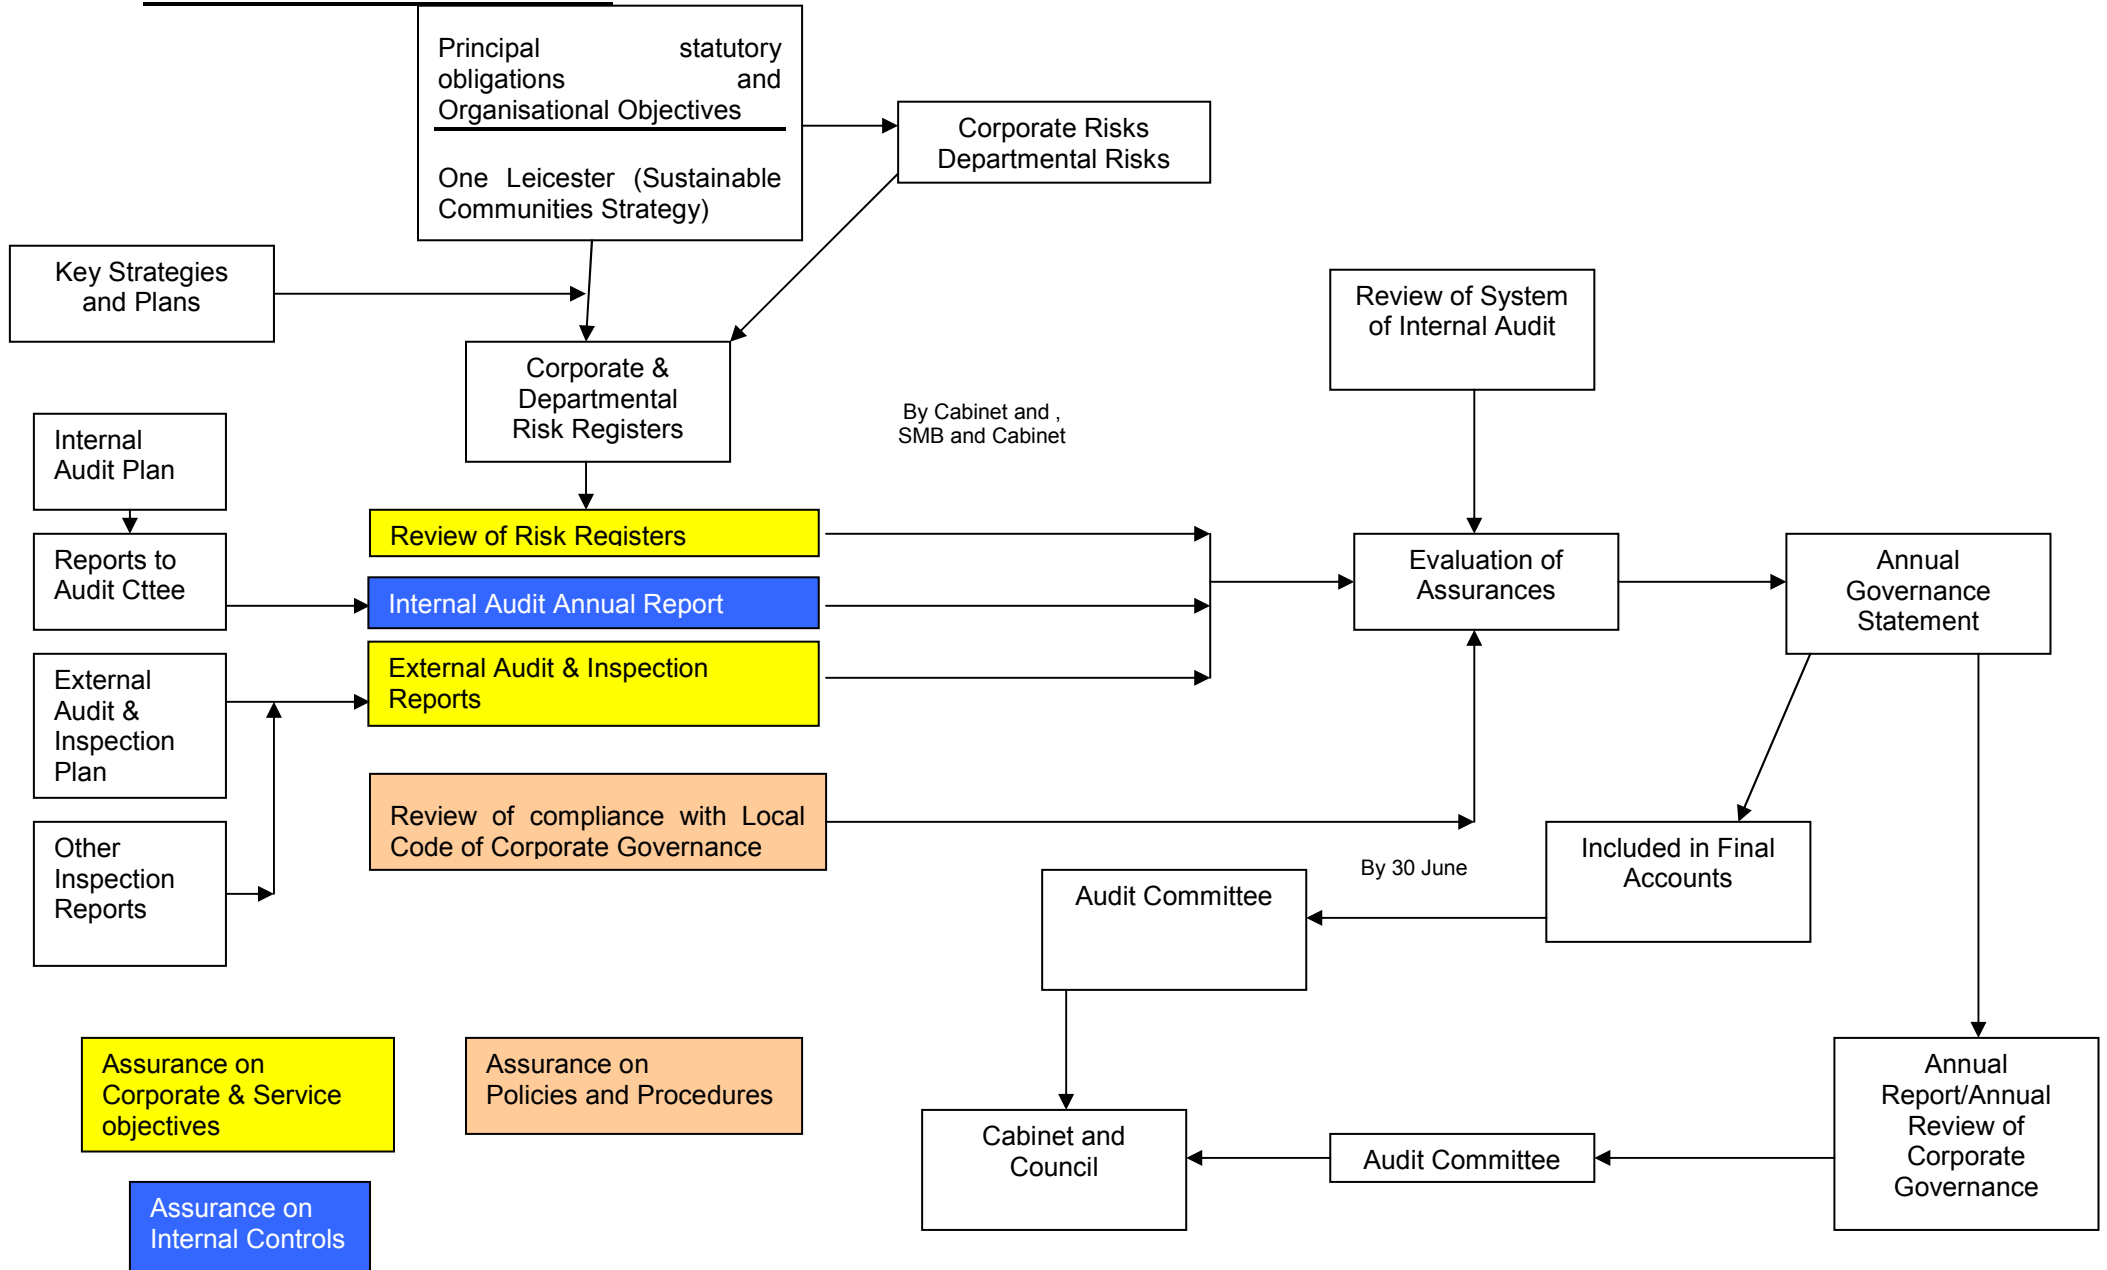 Principal statutory
obligations and
Organisational Objectives
One Leicester (Sustainable
Communities Strategy)
Corporate Risks
Departmental Risks
Key Strategies
and Plans
Review of System
of Internal Audit
Corporate &
Departmental
Risk Registers
By Cabinet and ,
SMB and Cabinet
Internal
Audit Plan
Reports to
Audit Cttee
Review of Risk Registers
Internal Audit Annual Report
External Audit & Inspection
Reports
Evaluation of
Assurances
Annual
Governance
Statement
External
Audit &
Inspection
Plan
Review of compliance with Local
Code of Corporate Governance
Other
Inspection
Reports
By 30 June
Included in Final
Accounts
Audit Committee
Assurance on
Corporate & Service
objectives
Assurance on
Policies and Procedures
Assurance on
Internal Controls
Cabinet and
Council
Audit Committee
Annual
Report/Annual
Review of
Corporate
Governance